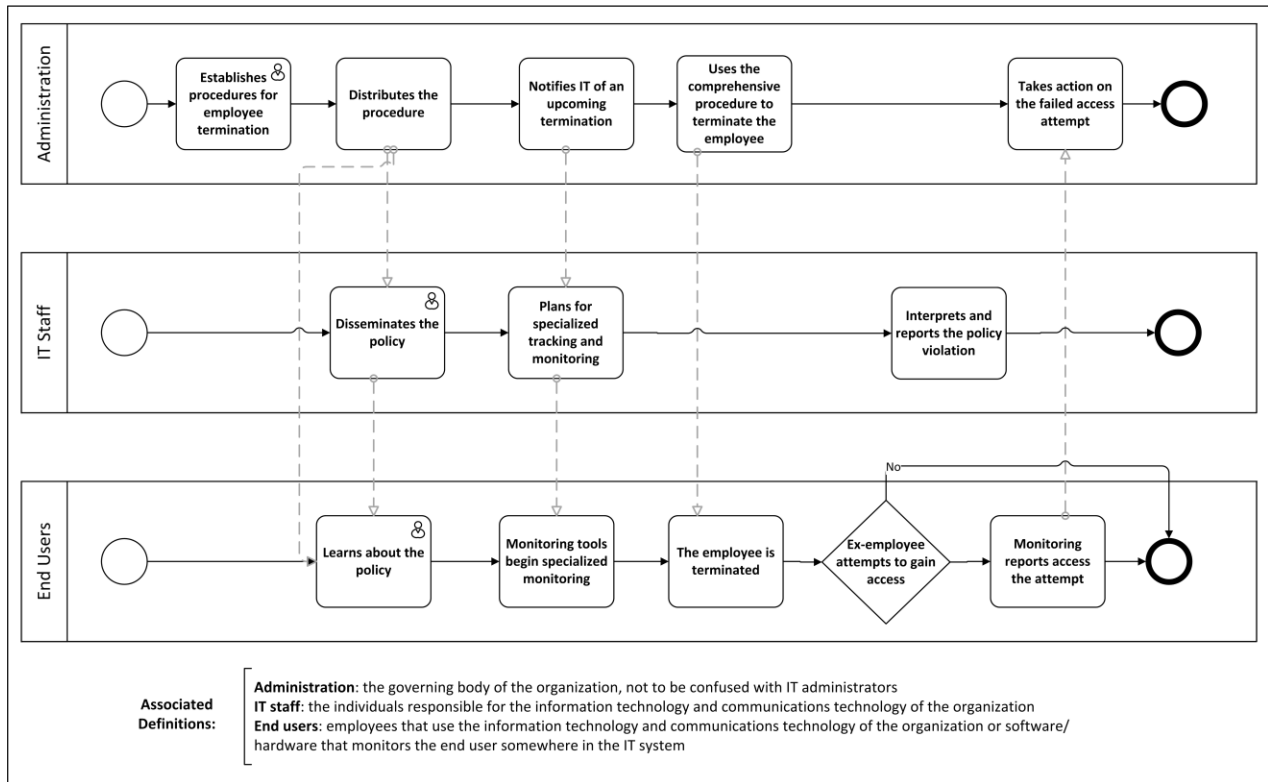 Administration
Establishes
procedures for
employee
termination
Distributes the
procedure
Notifies IT of an
upcoming
termination
Uses the
comprehensive
procedure to
terminate the
employee
Takes action on
the failed access
attempt
IT Staff
Disseminates the
policy
Plans for
specialized
tracking and
monitoring
Interprets and
reports the policy
violation
End Users
Learns about the
policy
Monitoring tools
begin specialized
monitoring
The employee is
terminated
Ex-employee
attempts to gain
access
No
Monitoring
reports access
the attempt
Associated
Definitions:
Administration: the governing body of the organization, not to be confused with IT administrators
IT staff: the individuals responsible for the information technology and communications technology of the organization
End users: employees that use the information technology and communications technology of the organization or software/
hardware that monitors the end user somewhere in the IT system